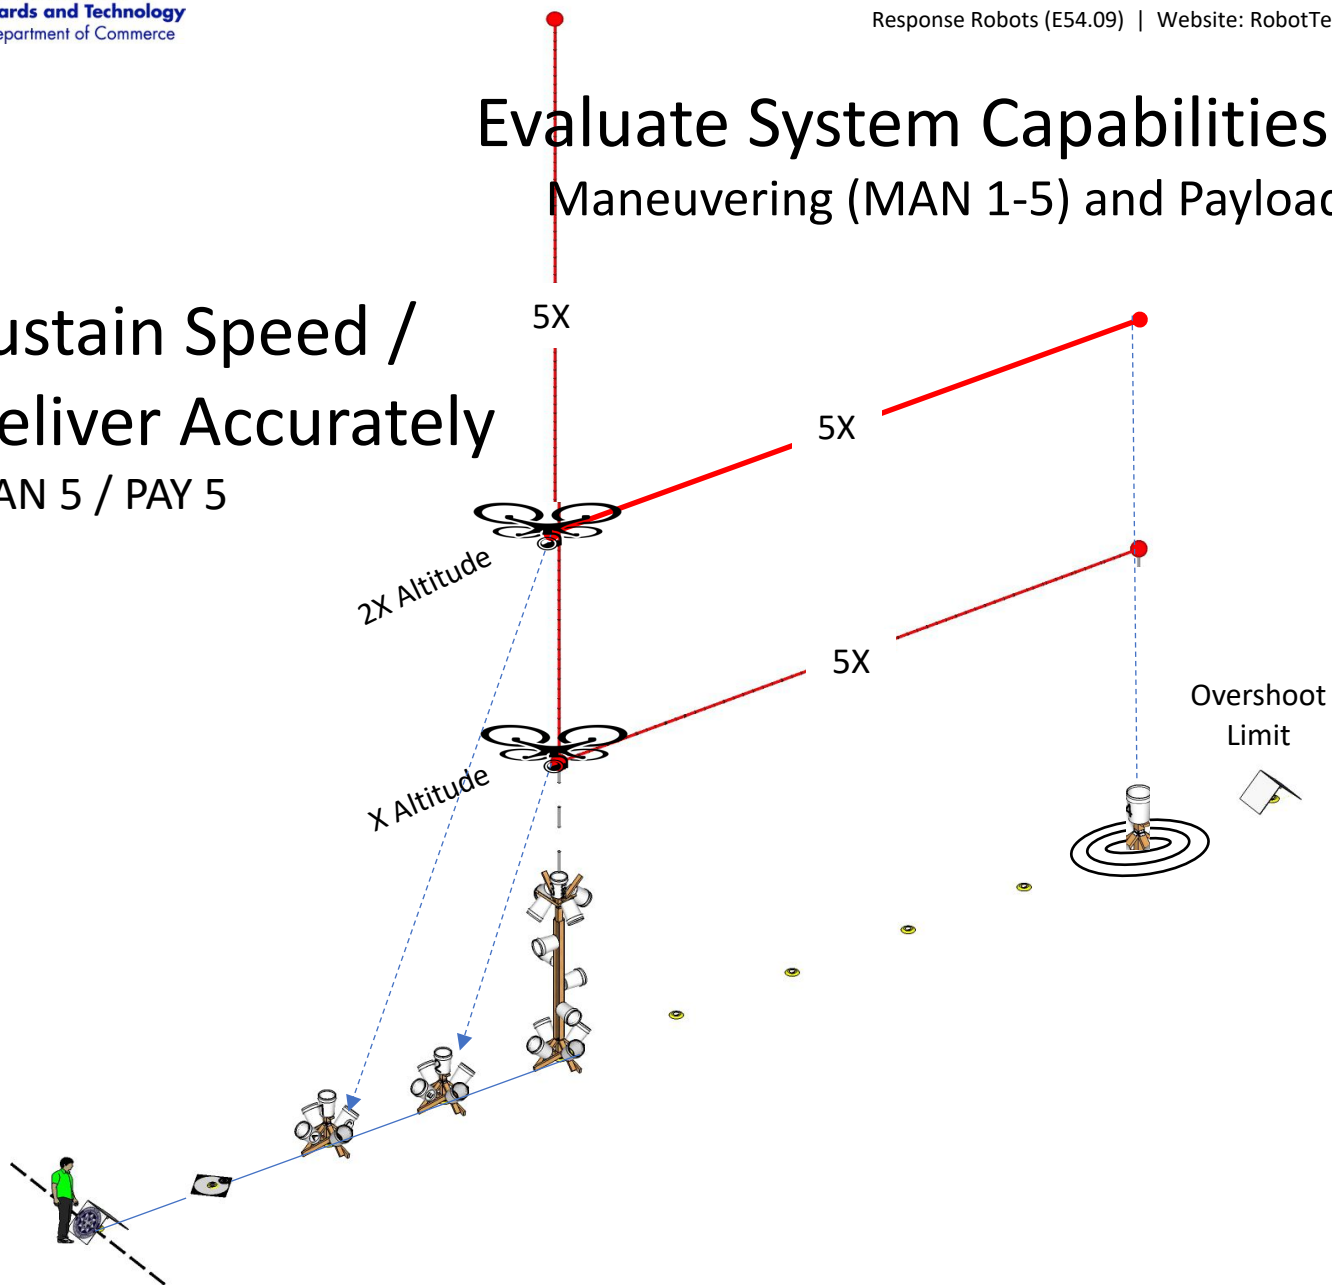 ards and Technology
epartment of Commerce
Response Robots (E54.09) | Website: RobotTe
Evaluate System Capabilities
Maneuvering (MAN 1-5) and Payload
ustain Speed /
eliver Accurately
AN 5 / PAY 5
5X
5X
2X Altitude
5X
X Altitude
Overshoot
Limit